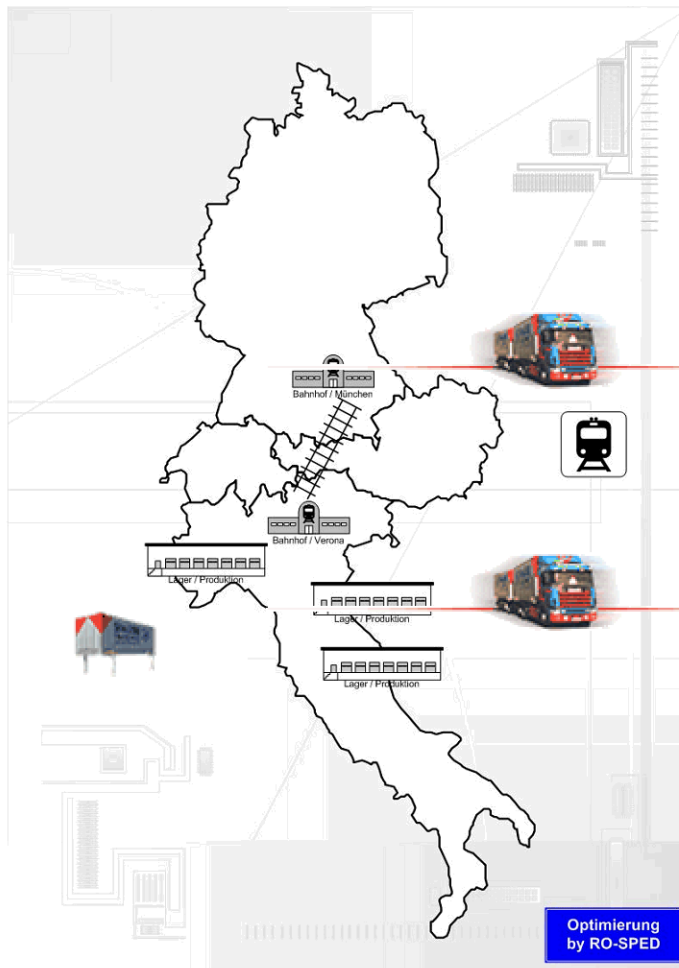 Bahnhof / München
Bahnhof / Verona
Lager / Produktion
Lager / Produktion
Lager / Produktion
Optimierung
by RO-SPED